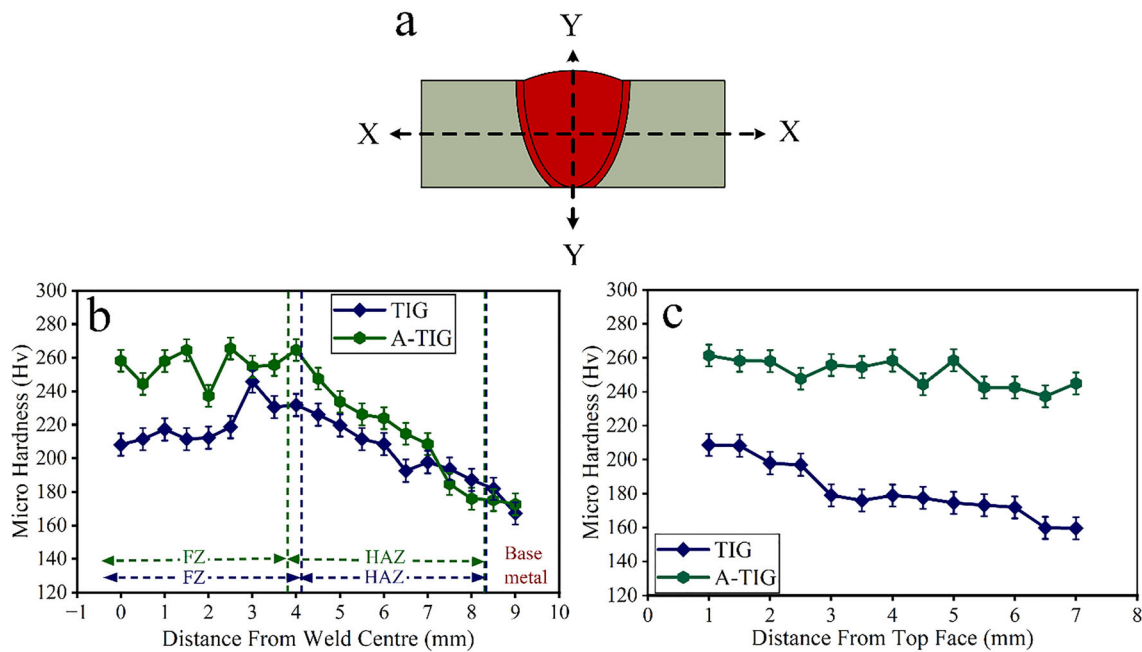 a
Y
X
X
Y
b
TIG
A-TIG
Micro Hardness (Hv)
300
280
260
240
220
200
180
160
140
120
FZ
HAZ
FZ
HAZ
Base
metal
−1
0
1
2
3
4
5
6
7
8
9
10
Distance From Weld Centre (mm)
c
Micro Hardness (Hv)
300
280
260
240
220
200
180
160
140
120
TIG
A-TIG
0
1
2
3
4
5
6
7
8
Distance From Top Face (mm)